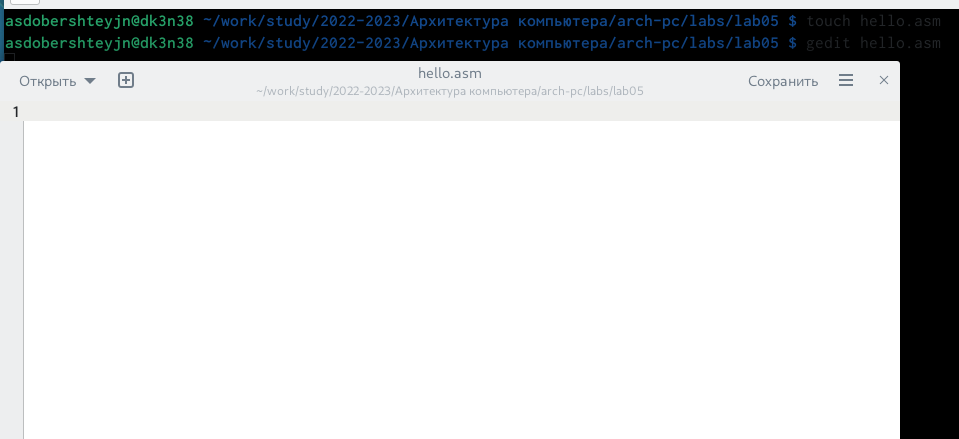 asdobershteyjn@dk3n38 ~/work/study/2022-2023/Архитектура компьютера/arch-pc/labs/lab05 $ touch hello.asm
asdobershteyjn@dk3n38 ~/work/study/2022-2023/Архитектура компьютера/arch-pc/labs/lab05 $ gedit hello.asm
Открыть hello.asm Сохранить
~/work/study/2022-2023/Архитектура компьютера/arch-pc/labs/lab05
1